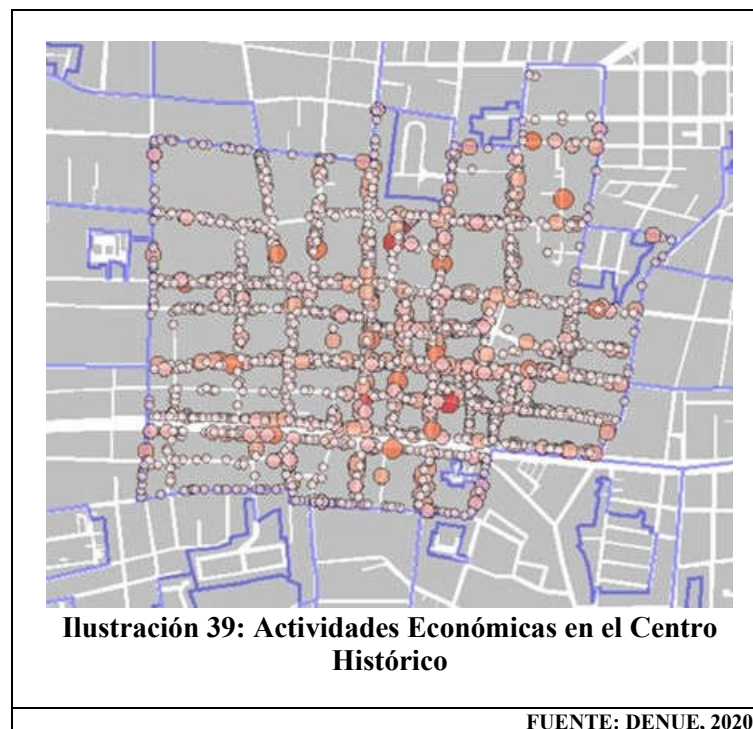 Ilustración 39: Actividades Económicas en el Centro
Histórico
FUENTE: DENUE, 2020